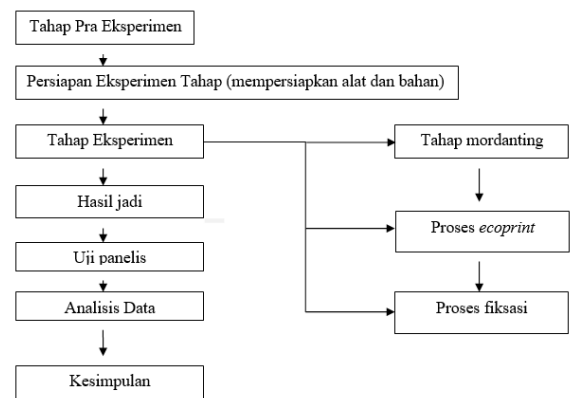 Tahap Pra Eksperimen
Persiapan Eksperimen Tahap (mempersiapkan alat dan bahan)
Tahap Eksperimen
Tahap mordanting
Hasil jadi
Proses ecoprint
Uji panelis
Analisis Data
Proses fiksasi
Kesimpulan